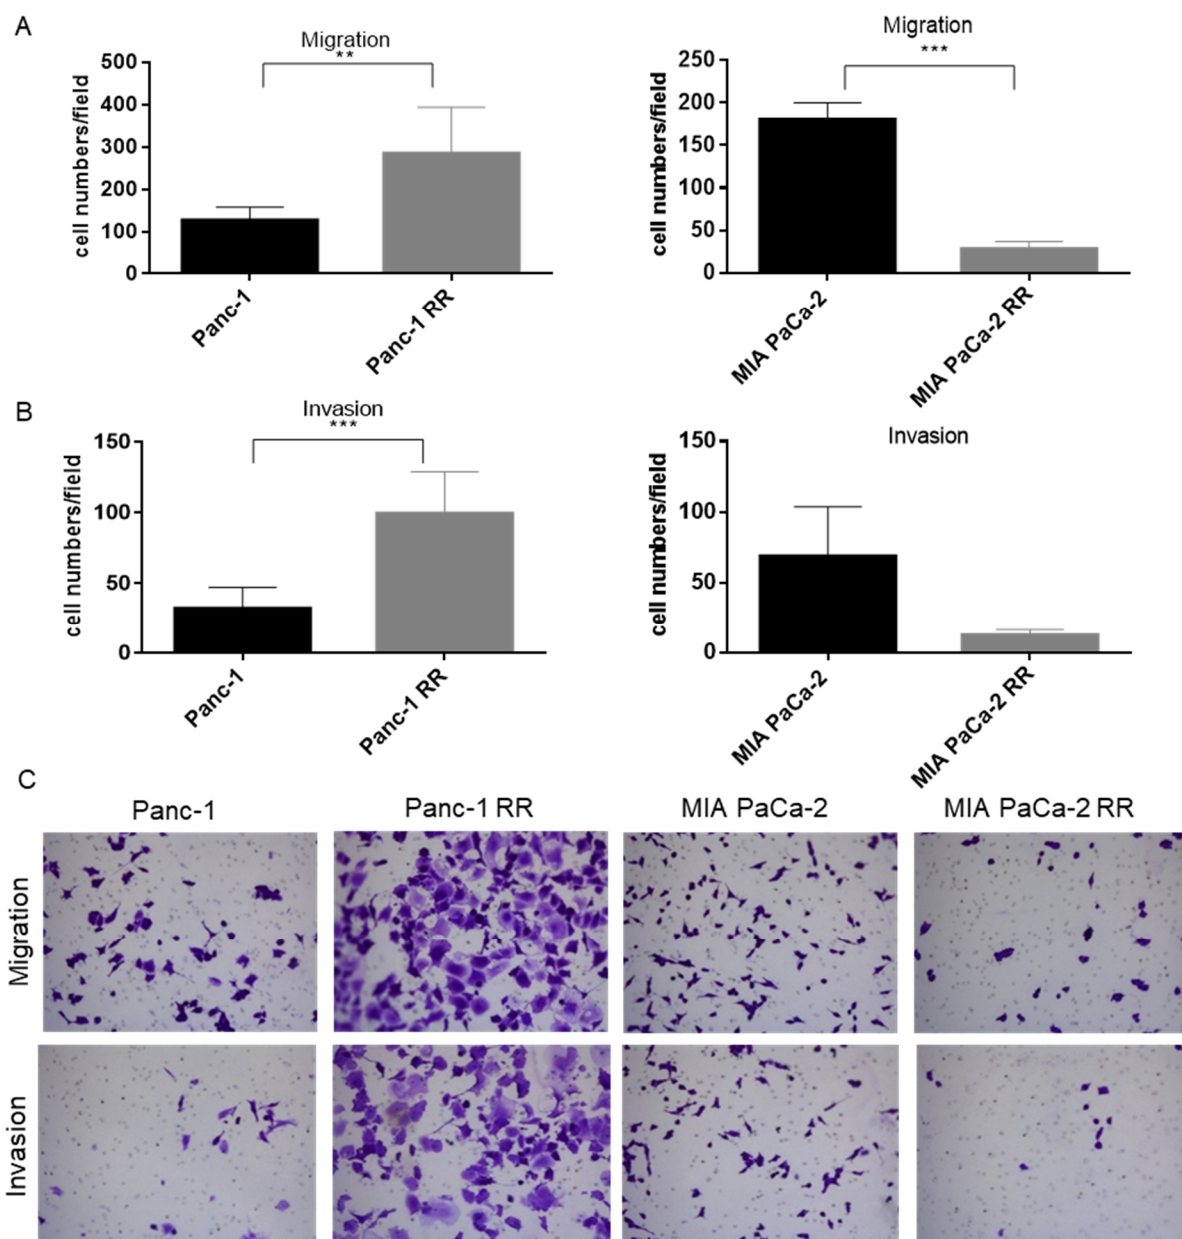 A
Migration
**
cell numbers/field
500
400
300
200
100
0
Panc-1
Panc-1 RR
Migration
***
cell numbers/field
250
200
150
100
50
0
MIA PaCa-2
MIA PaCa-2 RR
B
Invasion
***
cell numbers/field
150
100
50
0
Panc-1
Panc-1 RR
Invasion
cell numbers/field
150
100
50
0
MIA PaCa-2
MIA PaCa-2 RR
C
Panc-1
Panc-1 RR
MIA PaCa-2
MIA PaCa-2 RR
Migration
Invasion